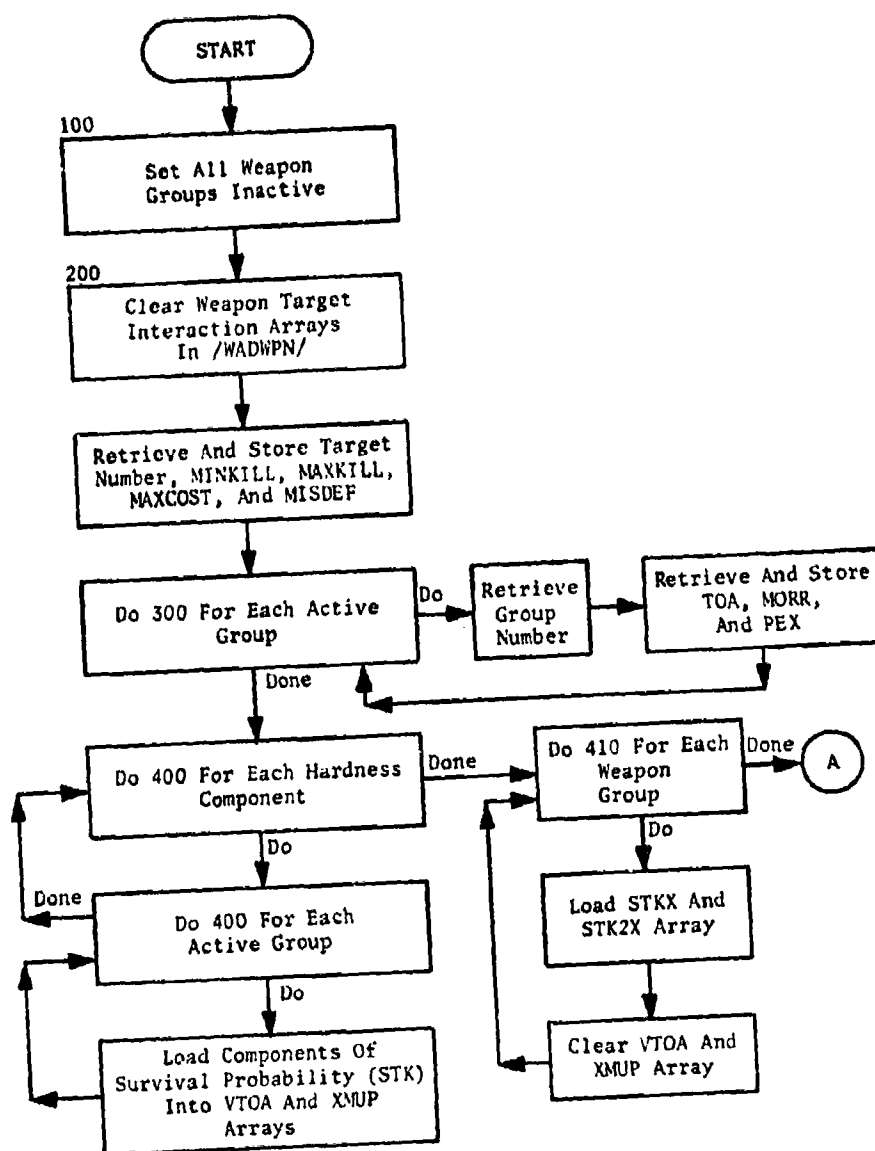 START
100
Set All Weapon
Groups Inactive
200
Clear Weapon Target
Interaction Arrays
In /WADWPN/
Retrieve And Store Target
Number, MINKILL, MAXKILL,
MAXCOST, And MISDEF
Do 300 For Each Active
Group
Do
Retrieve
Group
Number
Retrieve And Store
TOA, MORR,
And PEX
Done
Do 400 For Each Hardness
Component
Done
Do 410 For Each
Weapon
Group
Done
A
Do
Do
Done
Do 400 For Each
Active Group
Load STKX And
STK2X Array
Do
Load Components Of
Survival Probability (STK)
Into VTOA And XMUP
Arrays
Clear VTOA And
XMUP Array